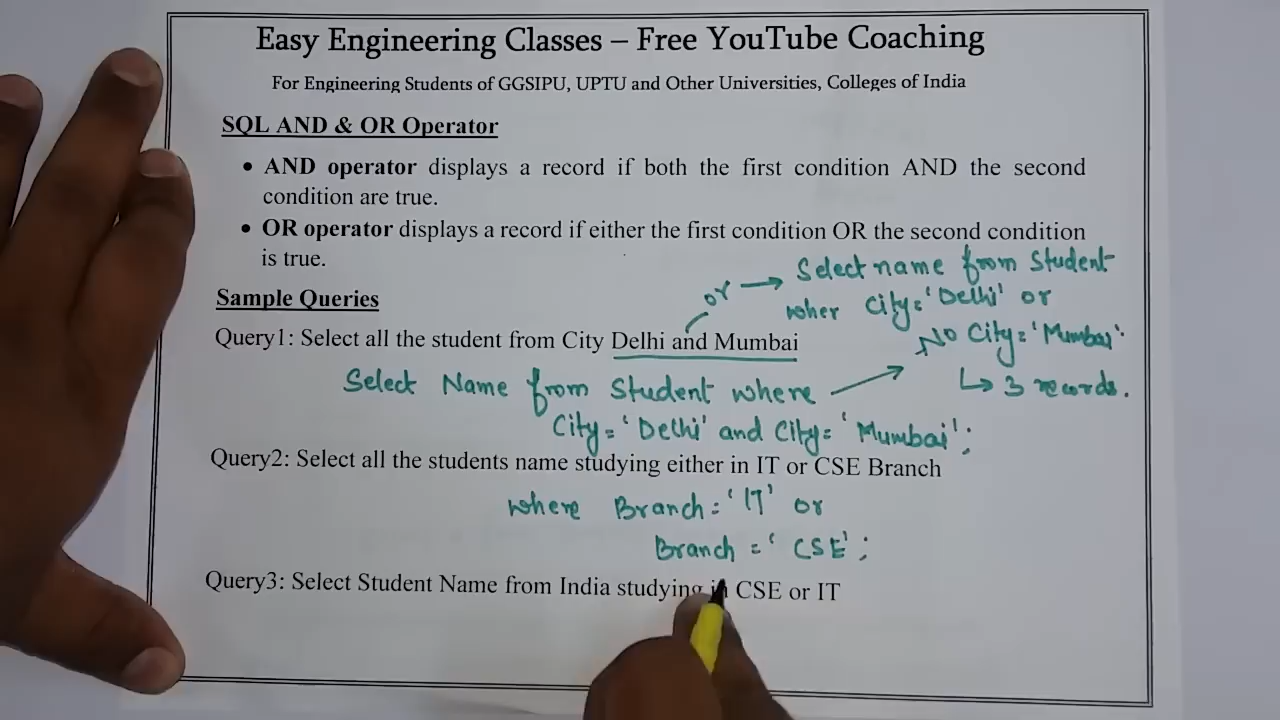 Easy Engineering Classes – Free YouTube Coaching
For Engineering Students of GGSIPU, UPTU and Other Universities, Colleges of India
SQL AND & OR Operator
• AND operator displays a record if both the first condition AND the second
condition are true.
• OR operator displays a record if either the first condition OR the second condition
is true.
Sample Queries
or → Select name from Student
wher City='Delhi' or
No City='Mumbai'.
↳ 3 records.
Query1: Select all the student from City Delhi and Mumbai
Select Name from Student where
City='Delhi' and City='Mumbai';
Query2: Select all the students name studying either in IT or CSE Branch
where Branch='IT' or
Branch='CSE';
Query3: Select Student Name from India studying in CSE or IT